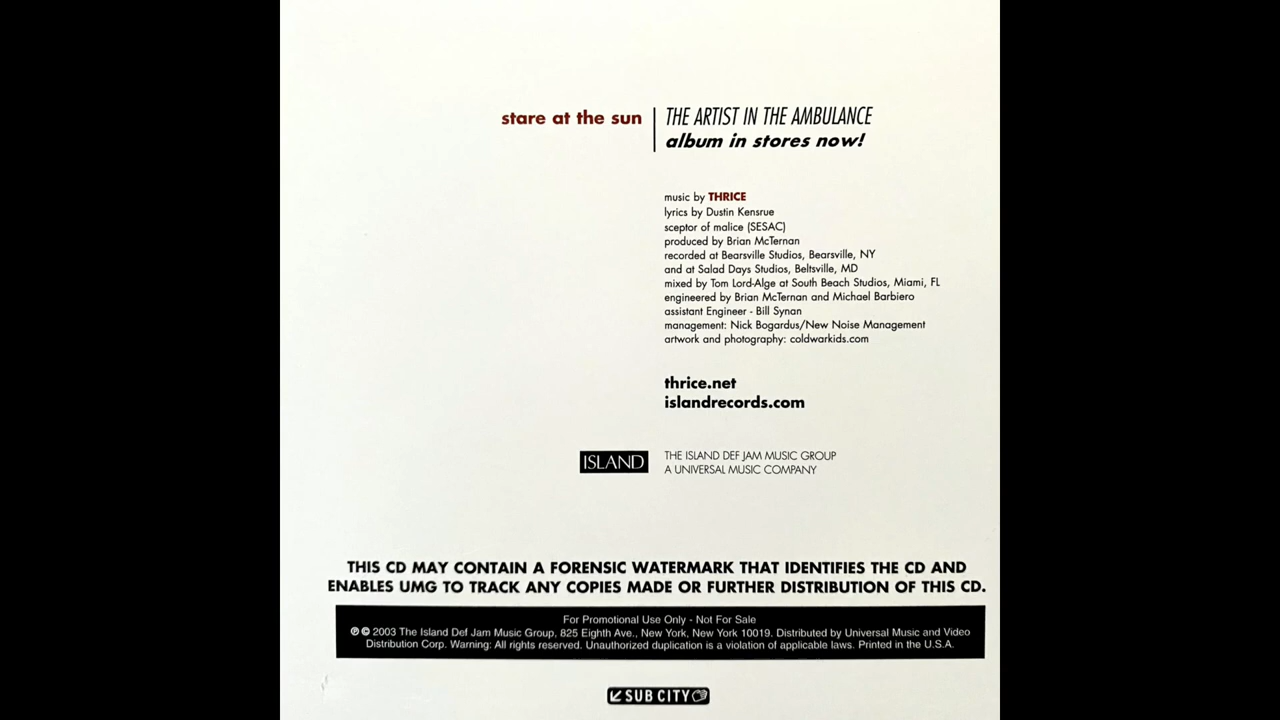 stare at the sun
THE ARTIST IN THE AMBULANCE
album in stores now!
music by THRICE
lyrics by Dustin Kensrue
sceptor of malice (SESAC)
produced by Brian McTernan
recorded at Bearsville Studios, Bearsville, NY
and at Salad Days Studios, Beltsville, MD
mixed by Tom Lord-Alge at South Beach Studios, Miami, FL
engineered by Brian McTernan and Michael Barbiero
assistant Engineer - Bill Synan
management: Nick Bogardus/New Noise Management
artwork and photography: coldwarkids.com
thrice.net
islandrecords.com
ISLAND
THE ISLAND DEF JAM MUSIC GROUP
A UNIVERSAL MUSIC COMPANY
THIS CD MAY CONTAIN A FORENSIC WATERMARK THAT IDENTIFIES THE CD AND
ENABLES UMG TO TRACK ANY COPIES MADE OR FURTHER DISTRIBUTION OF THIS CD.
For Promotional Use Only - Not For Sale
℗ © 2003 The Island Def Jam Music Group, 825 Eighth Ave., New York, New York 10019. Distributed by Universal Music and Video
Distribution Corp. Warning: All rights reserved. Unauthorized duplication is a violation of applicable laws. Printed in the U.S.A.
SUB CITY